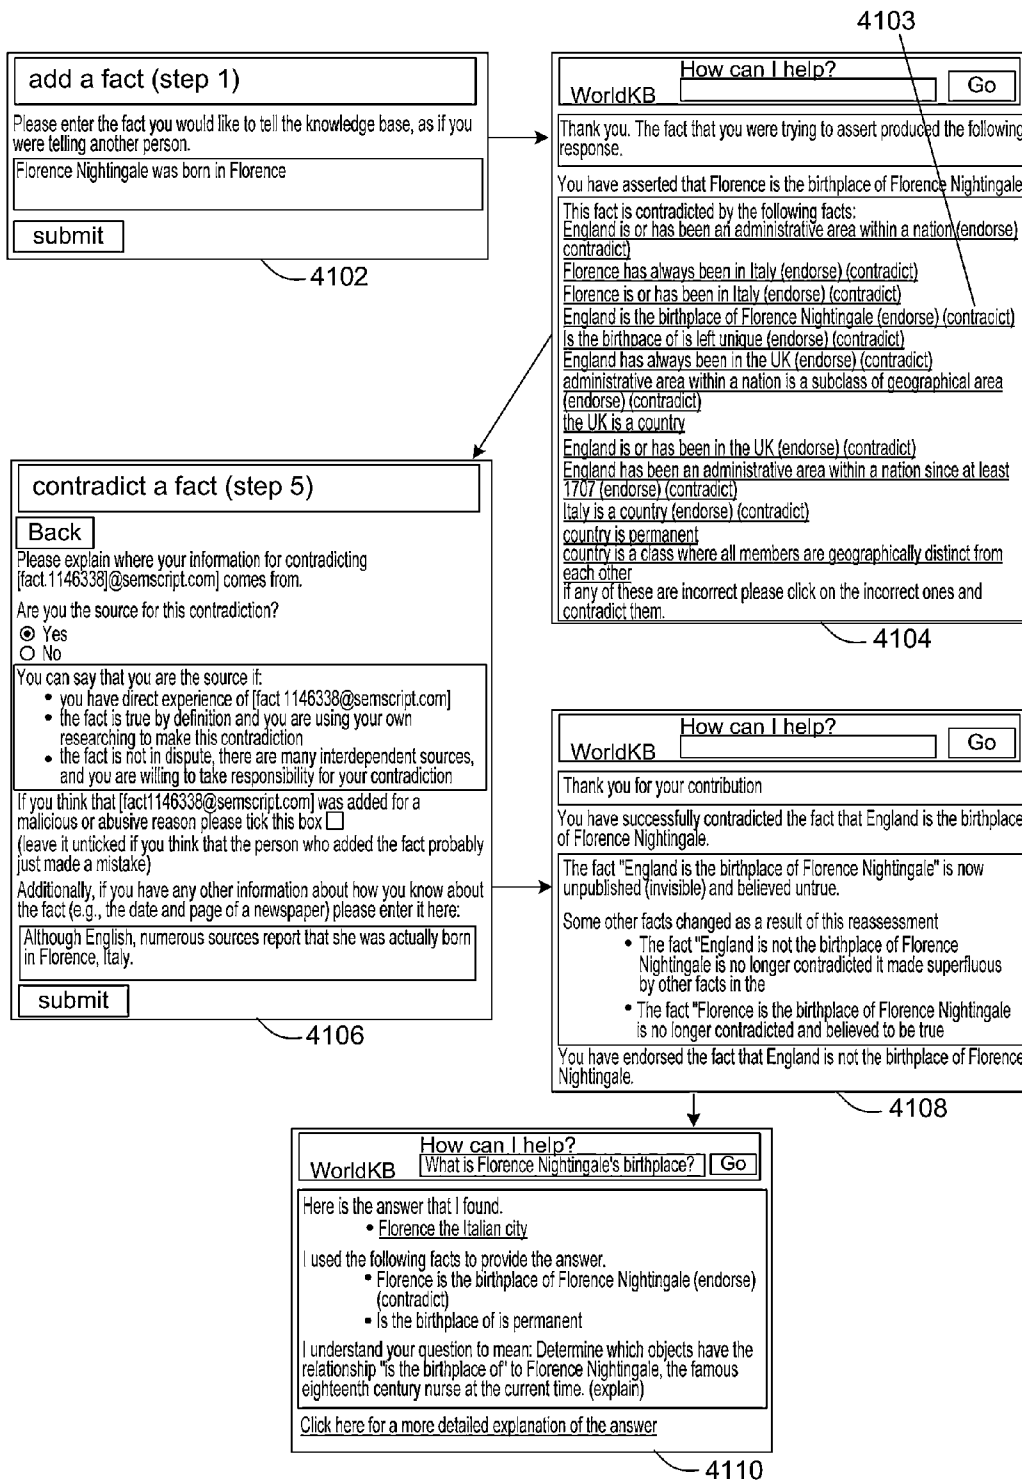 4103
add a fact (step 1)
Please enter the fact you would like to tell the knowledge base, as if you
were telling another person.
Florence Nightingale was born in Florence
submit
4102
How can I help?
WorldKB
Go
Thank you. The fact that you were trying to assert produced the following
response.
You have asserted that Florence is the birthplace of Florence Nightingale
This fact is contradicted by the following facts:
England is or has been an administrative area within a nation (endorse)
contradict)
Florence has always been in Italy (endorse) (contradict)
Florence is or has been in Italy (endorse) (contradict)
England is the birthplace of Florence Nightingale (endorse) (contradict)
Is the birthpace of is left unique (endorse) (contradict)
England has always been in the UK (endorse) (contradict)
administrative area within a nation is a subclass of geographical area
(endorse) (contradict)
the UK is a country
England is or has been in the UK (endorse) (contradict)
England has been an administrative area within a nation since at least
1707 (endorse) (contradict)
Italy is a country (endorse) (contradict)
country is permanent
country is a class where all members are geographically distinct from
each other
if any of these are incorrect please click on the incorrect ones and
contradict them.
4104
contradict a fact (step 5)
Back
Please explain where your information for contradicting
[fact.1146338]@semscript.com] comes from.
Are you the source for this contradiction?
Yes
No
You can say that you are the source if:
• you have direct experience of [fact 1146338@semscript.com]
• the fact is true by definition and you are using your own
researching to make this contradiction
• the fact is not in dispute, there are many interdependent sources,
and you are willing to take responsibility for your contradiction
If you think that [fact1146338@semscript.com] was added for a
malicious or abusive reason please tick this box
(leave it unticked if you think that the person who added the fact probably
just made a mistake)
Additionally, if you have any other information about how you know about
the fact (e.g., the date and page of a newspaper) please enter it here:
Although English, numerous sources report that she was actually born
in Florence, Italy.
submit
4106
How can I help?
WorldKB
Go
Thank you for your contribution
You have successfully contradicted the fact that England is the birthplace
of Florence Nightingale.
The fact "England is the birthplace of Florence Nightingale" is now
unpublished (invisible) and believed untrue.
Some other facts changed as a result of this reassessment
• The fact "England is not the birthplace of Florence
Nightingale is no longer contradicted it made superfluous
by other facts in the
• The fact "Florence is the birthplace of Florence Nightingale
is no longer contradicted and believed to be true
You have endorsed the fact that England is not the birthplace of Florence
Nightingale.
4108
How can I help?
WorldKB
What is Florence Nightingale's birthplace?
Go
Here is the answer that I found.
• Florence the Italian city
I used the following facts to provide the answer.
• Florence is the birthplace of Florence Nightingale (endorse)
(contradict)
• Is the birthplace of is permanent
I understand your question to mean: Determine which objects have the
relationship "is the birthplace of" to Florence Nightingale, the famous
eighteenth century nurse at the current time. (explain)
Click here for a more detailed explanation of the answer
4110